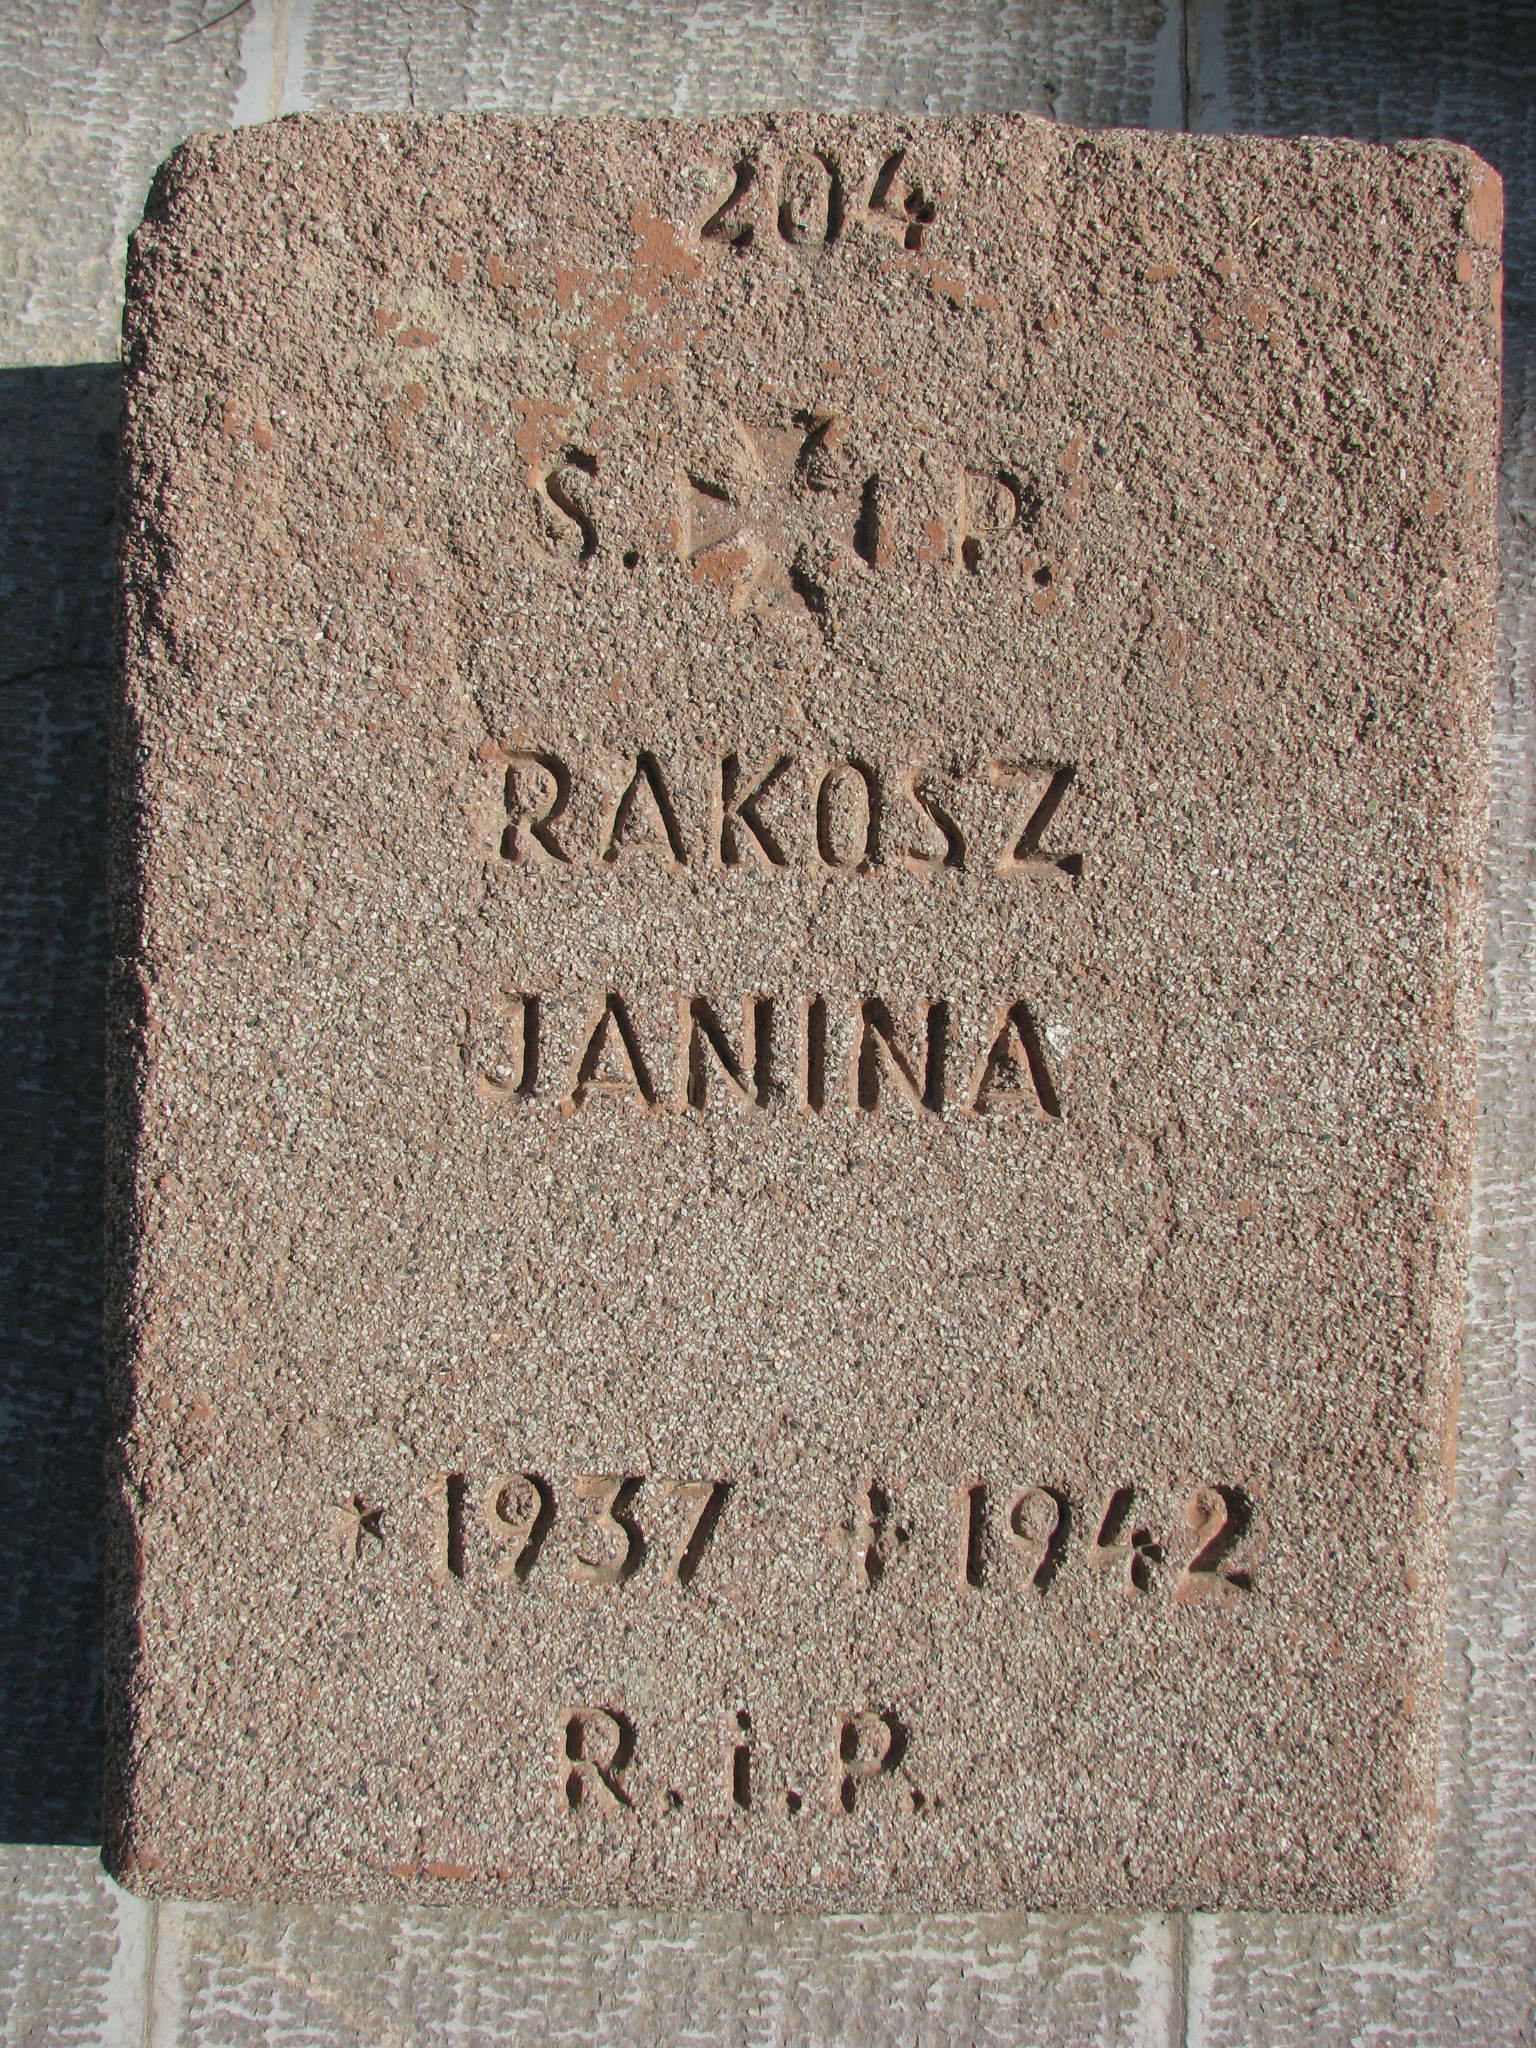 204
S. P.
RAKOSZ
JANINA
* 1937 † 1942
R.i.P.